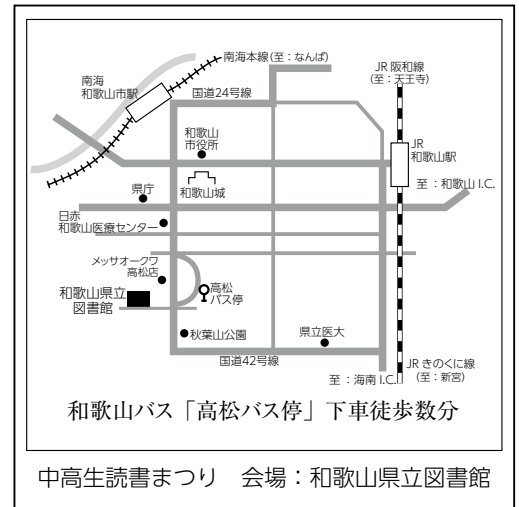 南海本線(至：なんば)
JR 阪和線
(至：天王寺)
南海
和歌山市駅
国道24号線
和歌山
市役所
JR
和歌山駅
和歌山城
至：和歌山 I.C.
県庁
日赤
和歌山医療センター
メッサオークワ
高松店
和歌山県立
図書館
高松
バス停
秋葉山公園
県立医大
国道42号線
JR きのくに線
(至：新宮)
至：海南 I.C.
和歌山バス「高松バス停」下車徒歩数分
中高生読書まつり　会場：和歌山県立図書館